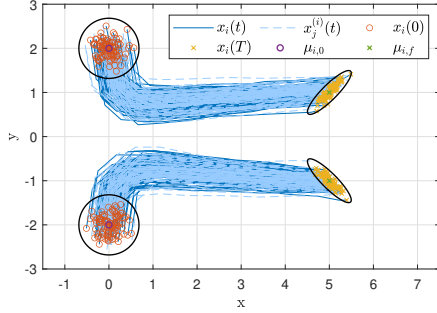 3
x_i(t) x_j^{(i)}(t) x_i(0)
x_i(T) μ_{i,0} μ_{i,f}
2
1
0
-1
-2
-3
y
-1 0 1 2 3 4 5 6 7
x